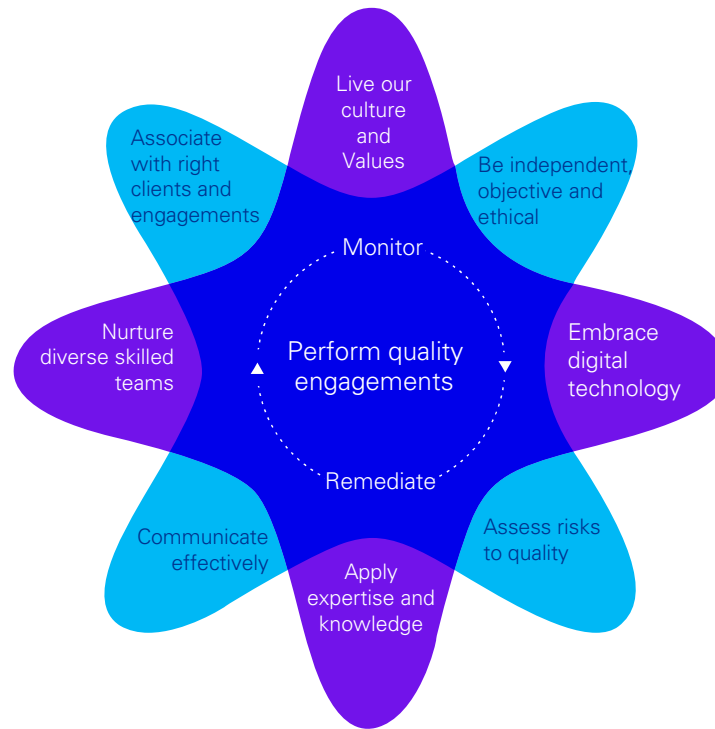 Live our
culture
and
Values
Be independent,
objective and
ethical
Embrace
digital
technology
Assess risks
to quality
Apply
expertise and
knowledge
Communicate
effectively
Nurture
diverse skilled
teams
Associate
with right
clients and
engagements
Monitor
Perform quality
engagements
Remediate